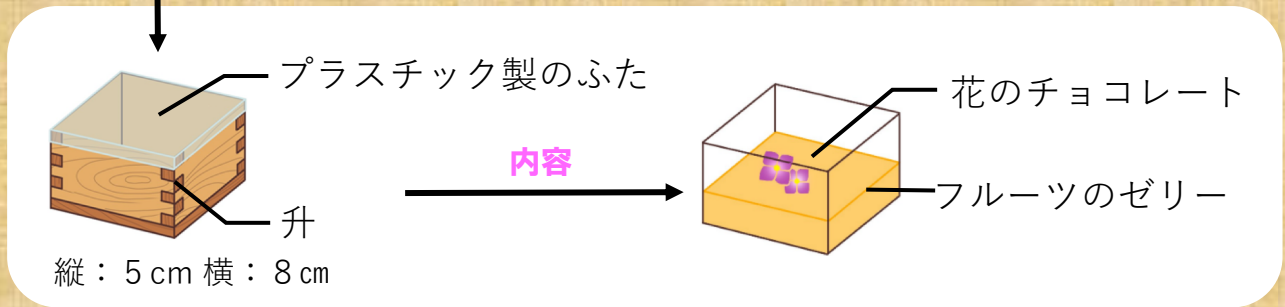 プラスチック製のふた
花のチョコレート
内容
フルーツのゼリー
升
縦：５cm 横：８㎝